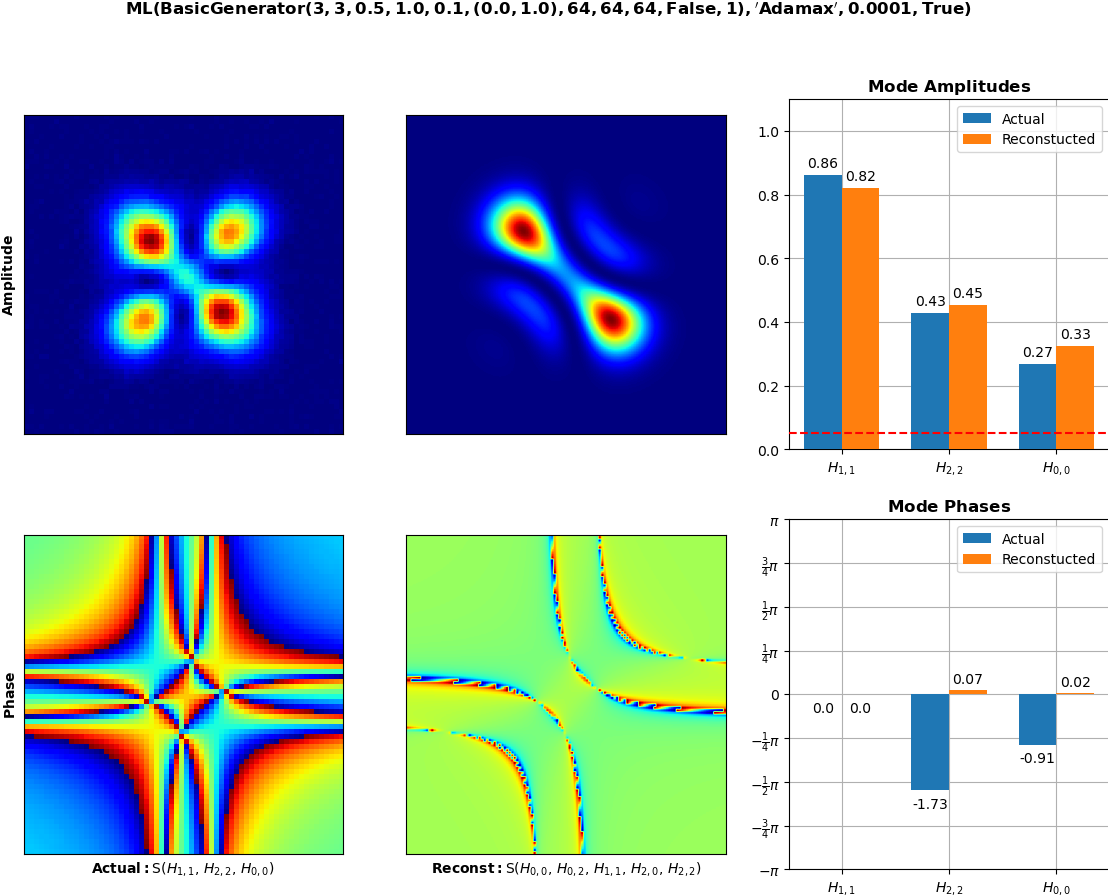 ML(BasicGenerator(3, 3, 0.5, 1.0, 0.1, (0.0, 1.0), 64, 64, 64, False, 1), ′Adamax′, 0.0001, True)
Amplitude
Mode Amplitudes
Actual
Reconstucted
1.0
0.8
0.6
0.4
0.2
0.0
0.86
0.82
0.43
0.45
0.27
0.33
H1,1
H2,2
H0,0
Phase
Actual: S(H1,1, H2,2, H0,0)
Reconst: S(H0,0, H0,2, H1,1, H2,0, H2,2)
Mode Phases
Actual
Reconstucted
π
3/4π
1/2π
1/4π
0
−1/4π
−1/2π
−3/4π
−π
0.0
0.0
-1.73
0.07
-0.91
0.02
H1,1
H2,2
H0,0